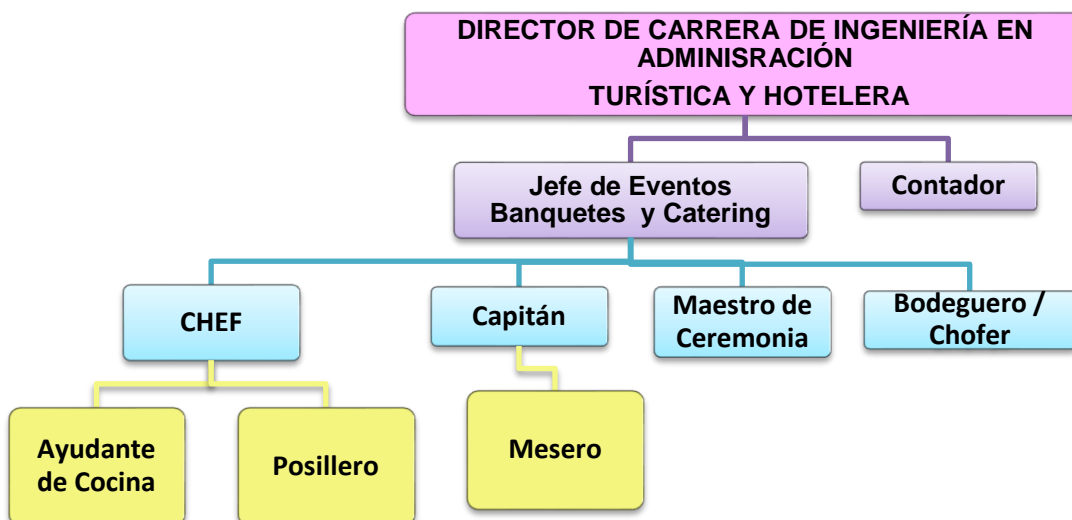 DIRECTOR DE CARRERA DE INGENIERÍA EN
ADMINISRACIÓN
TURÍSTICA Y HOTELERA
Jefe de Eventos
Banquetes y Catering
Contador
CHEF
Capitán
Maestro de
Ceremonia
Bodeguero /
Chofer
Ayudante
de Cocina
Posillero
Mesero